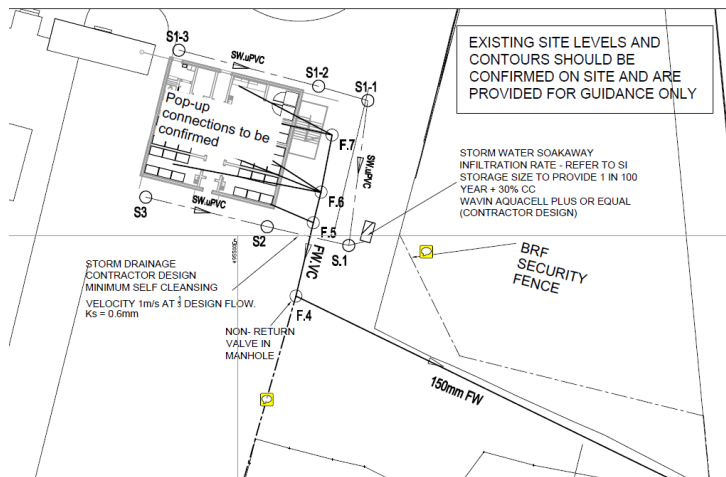 S1-3
SW.uPVC
S1-2
S1-1
EXISTING SITE LEVELS AND
CONTOURS SHOULD BE
CONFIRMED ON SITE AND ARE
PROVIDED FOR GUIDANCE ONLY
Pop-up
connections to be
confirmed
F.7
SW.uPVC
STORM WATER SOAKAWAY
INFILTRATION RATE - REFER TO SI
STORAGE SIZE TO PROVIDE 1 IN 100
YEAR + 30% CC
WAVIN AQUACELL PLUS OR EQUAL
(CONTRACTOR DESIGN)
F.6
S3
SW.uPVC
S2
F.5
S.1
FW.VC
BRF
SECURITY
FENCE
STORM DRAINAGE
CONTRACTOR DESIGN
MINIMUM SELF CLEANSING
VELOCITY 1m/s AT 1/3 DESIGN FLOW.
Ks = 0.6mm
F.4
NON- RETURN
VALVE IN
MANHOLE
150mm FW